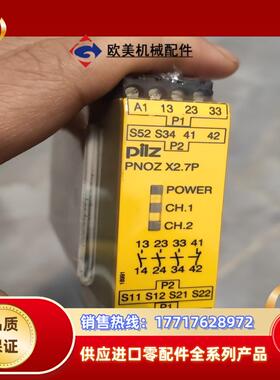 欧美机械配件
A1 13 23 33
P1
S52 S34 41 42
P2
pilz
PNOZ X2.7P
POWER
CH.1
CH.2
13 23 33 41
14 24 34 42
P2
S11 S12 S21 S22
P1
品质
保证
销售热线：17717628972
供应进口零配件全系列产品